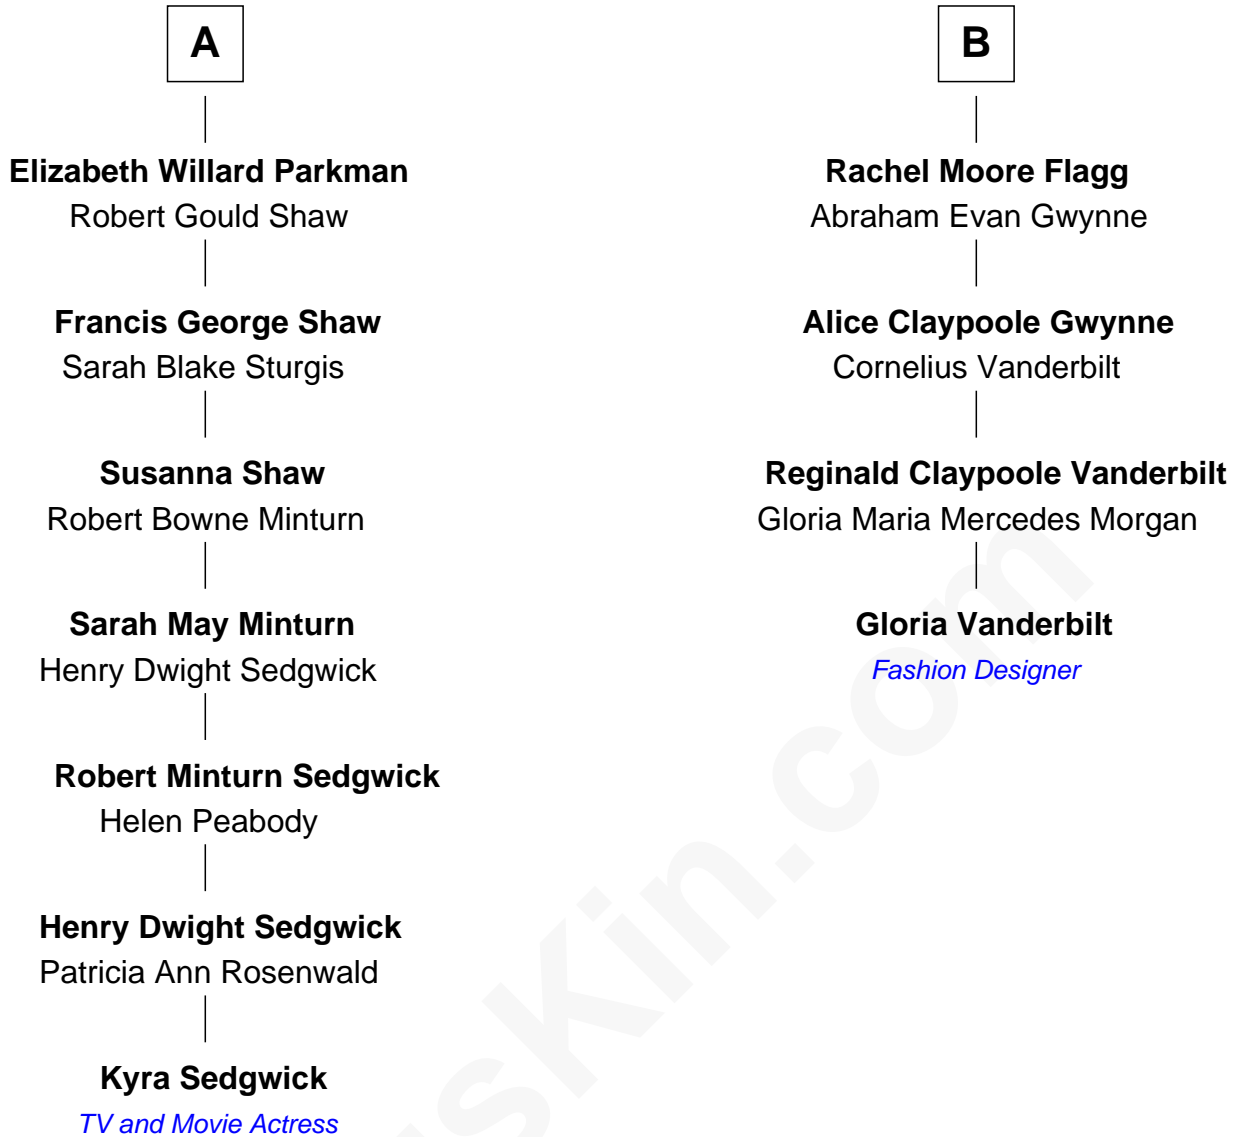 A
Elizabeth Willard Parkman
Robert Gould Shaw
Francis George Shaw
Sarah Blake Sturgis
Susanna Shaw
Robert Bowne Minturn
Sarah May Minturn
Henry Dwight Sedgwick
Robert Minturn Sedgwick
Helen Peabody
Henry Dwight Sedgwick
Patricia Ann Rosenwald
Kyra Sedgwick
TV and Movie Actress
B
Rachel Moore Flagg
Abraham Evan Gwynne
Alice Claypoole Gwynne
Cornelius Vanderbilt
Reginald Claypoole Vanderbilt
Gloria Maria Mercedes Morgan
Gloria Vanderbilt
Fashion Designer
sKin.com